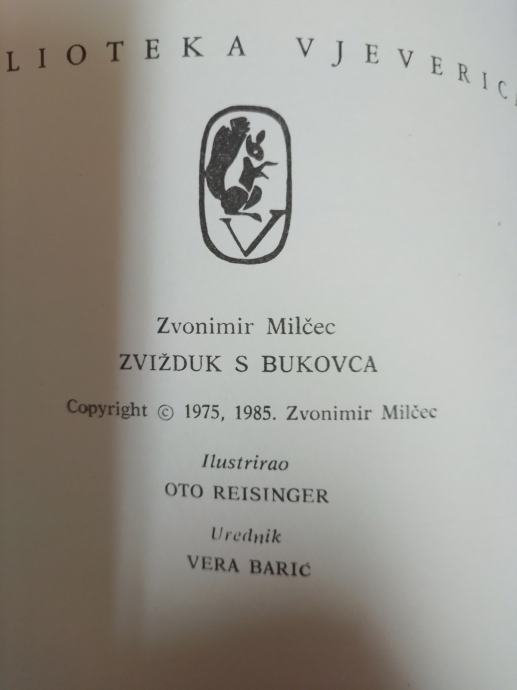 LIOTEKA VJEVERIC
V
Zvonimir Milčec
ZVIŽDUK S BUKOVCA
Copyright © 1975, 1985. Zvonimir Milčec
Ilustrirao
OTO REISINGER
Urednik
VERA BARIĆ